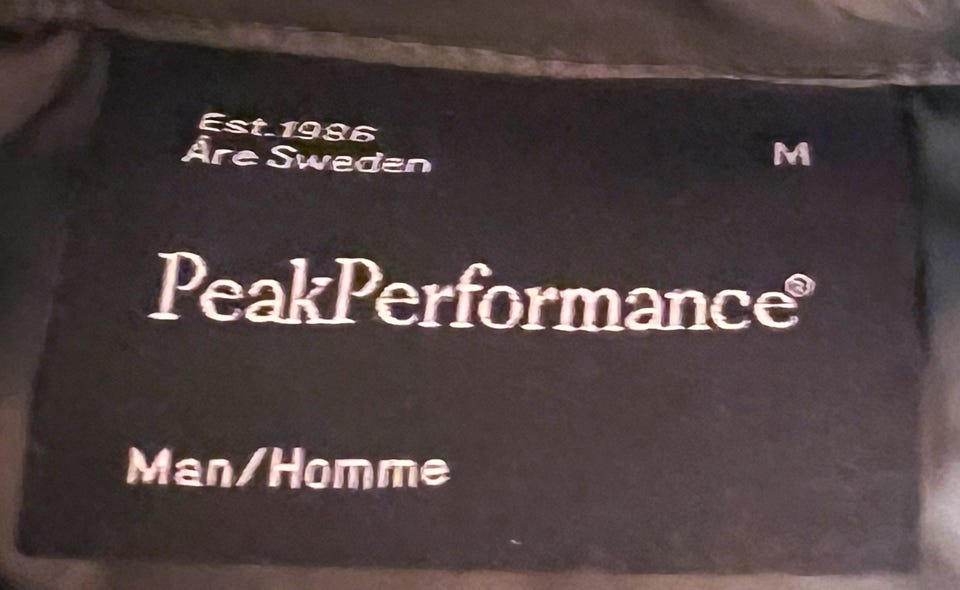 Est.1986
Åre Sweden
M
PeakPerformance®
Man/Homme